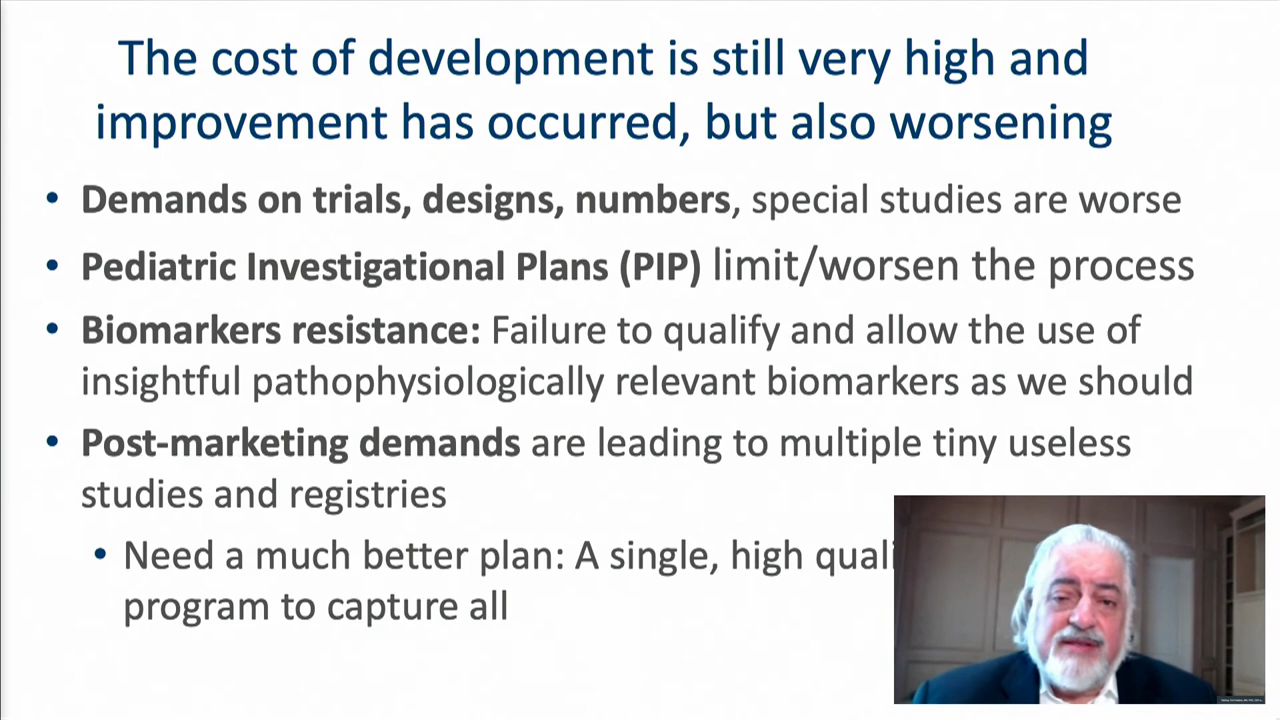 The cost of development is still very high and
improvement has occurred, but also worsening
• Demands on trials, designs, numbers, special studies are worse
• Pediatric Investigational Plans (PIP) limit/worsen the process
• Biomarkers resistance: Failure to qualify and allow the use of
insightful pathophysiologically relevant biomarkers as we should
• Post-marketing demands are leading to multiple tiny useless
studies and registries
• Need a much better plan: A single, high quali
program to capture all